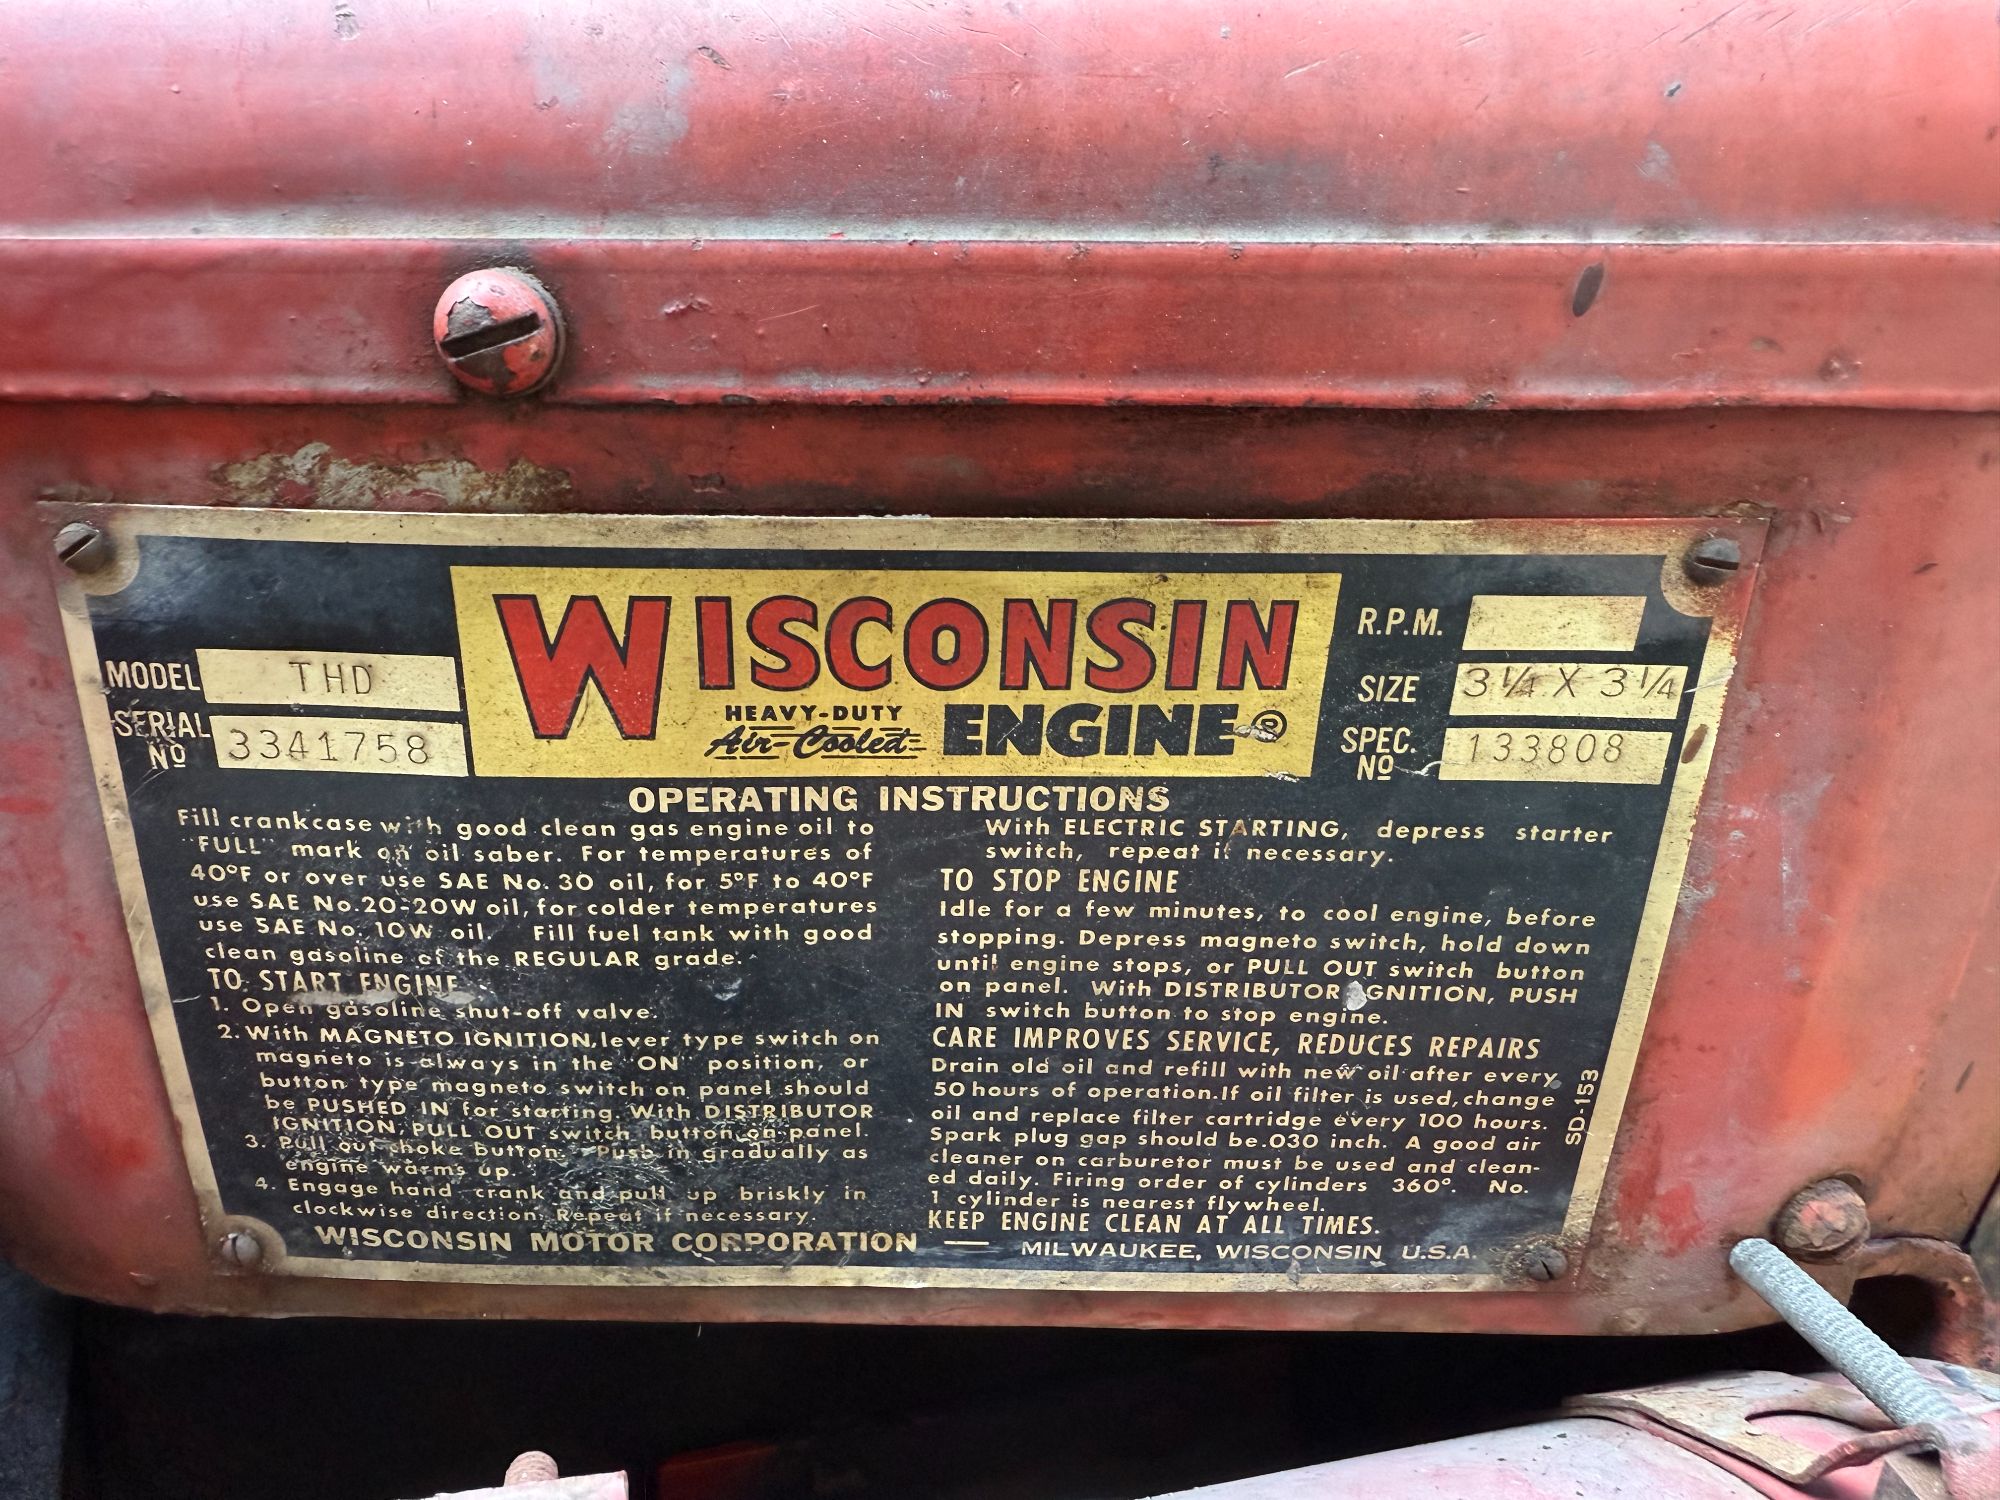 MODEL THD
SERIAL NO 3341758
WISCONSIN
HEAVY-DUTY
Air-Cooled
ENGINE ®
R.P.M.
SIZE 3 1/4 X 3 1/4
SPEC. NO 133808
OPERATING INSTRUCTIONS
Fill crankcase with good clean gas engine oil to
"FULL" mark on oil saber. For temperatures of
40°F or over use SAE No. 30 oil, for 5°F to 40°F
use SAE No. 20-20W oil, for colder temperatures
use SAE No. 10W oil. Fill fuel tank with good
clean gasoline of the REGULAR grade.
TO START ENGINE
1. Open gasoline shut-off valve.
2. With MAGNETO IGNITION, lever type switch on
magneto is always in the "ON" position, or
button type magneto switch on panel should
be PUSHED IN for starting. With DISTRIBUTOR
IGNITION, PULL OUT switch button on panel.
3. Pull out choke button. Push in gradually as
engine warms up.
4. Engage hand crank and pull up briskly in
clockwise direction. Repeat if necessary.
With ELECTRIC STARTING, depress starter
switch, repeat if necessary.
TO STOP ENGINE
Idle for a few minutes, to cool engine, before
stopping. Depress magneto switch, hold down
until engine stops, or PULL OUT switch button
on panel. With DISTRIBUTOR IGNITION, PUSH
IN switch button to stop engine.
CARE IMPROVES SERVICE, REDUCES REPAIRS
Drain old oil and refill with new oil after every
50 hours of operation. If oil filter is used, change
oil and replace filter cartridge every 100 hours.
Spark plug gap should be .030 inch. A good air
cleaner on carburetor must be used and clean-
ed daily. Firing order of cylinders 360°. No.
1 cylinder is nearest flywheel.
KEEP ENGINE CLEAN AT ALL TIMES.
SD-153
WISCONSIN MOTOR CORPORATION — MILWAUKEE, WISCONSIN U.S.A.